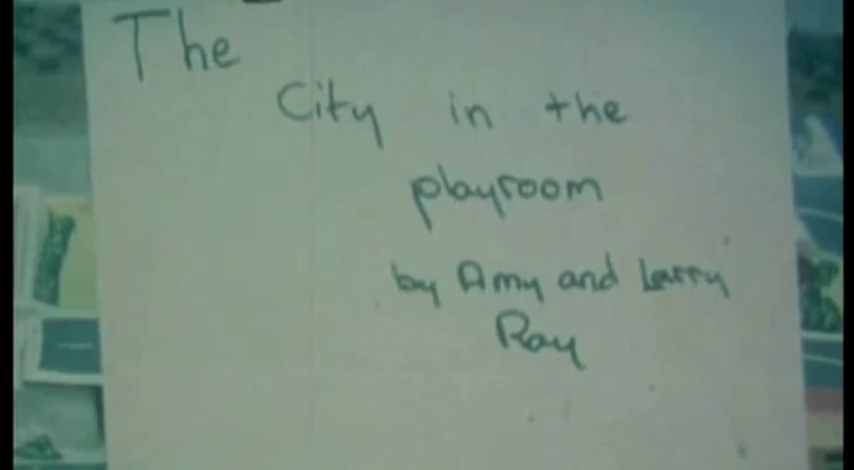 The
City in the
playroom
by Amy and Larry
Ray